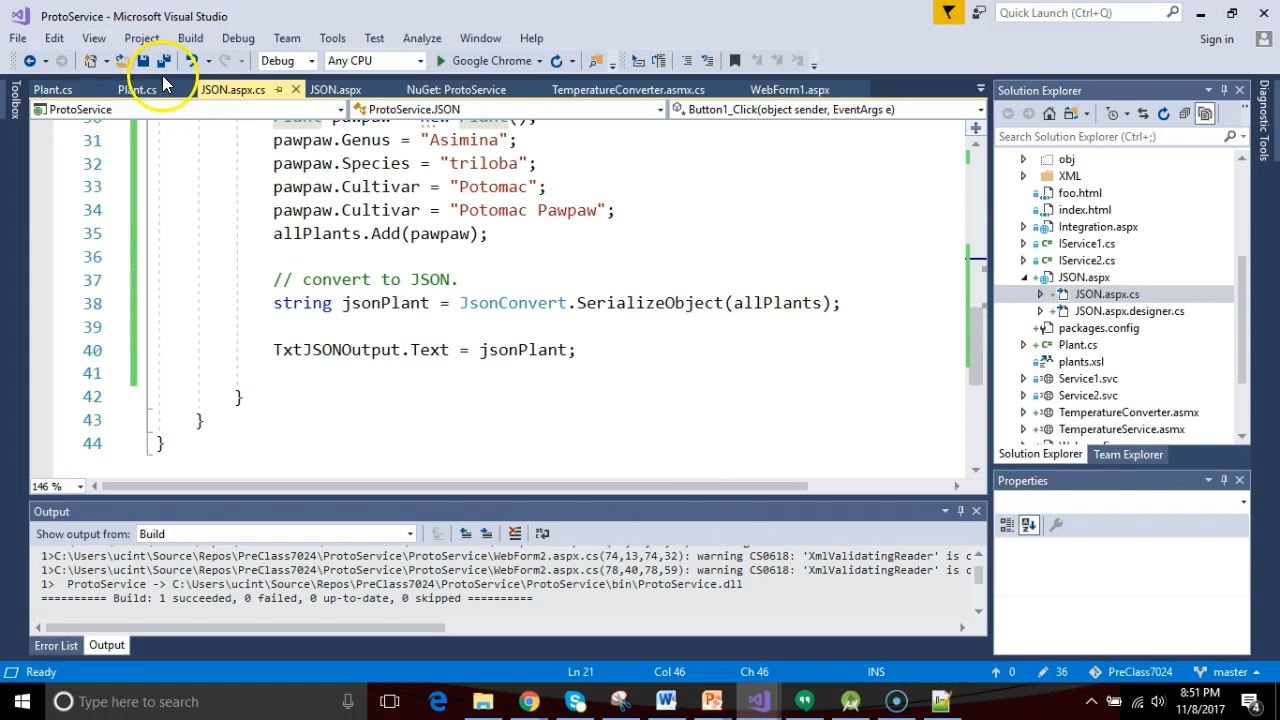 ProtoService - Microsoft Visual Studio
Quick Launch (Ctrl+Q)
File Edit View Project Build Debug Team Tools Test Analyze Window Help
Sign in
Debug Any CPU Google Chrome
Toolbox
Plant.cs Plant.cs JSON.aspx.cs JSON.aspx NuGet: ProtoService TemperatureConverter.asmx.cs WebForm1.aspx
ProtoService ProtoService.JSON Button1_Click(object sender, EventArgs e)
30 Plant pawpaw = new Plant();
31 pawpaw.Genus = "Asimina";
32 pawpaw.Species = "triloba";
33 pawpaw.Cultivar = "Potomac";
34 pawpaw.Cultivar = "Potomac Pawpaw";
35 allPlants.Add(pawpaw);
36
37 // convert to JSON.
38 string jsonPlant = JsonConvert.SerializeObject(allPlants);
39
40 TxtJSONOutput.Text = jsonPlant;
41
42 }
43 }
44 }
146 %
Output
Show output from: Build
1>C:\Users\ucint\Source\Repos\PreClass7024\ProtoService\ProtoService\WebForm2.aspx.cs(74,13,74,32): warning CS0618: 'XmlValidatingReader' is o
1>C:\Users\ucint\Source\Repos\PreClass7024\ProtoService\ProtoService\WebForm2.aspx.cs(78,40,78,59): warning CS0618: 'XmlValidatingReader' is o
1> ProtoService -> C:\Users\ucint\Source\Repos\PreClass7024\ProtoService\ProtoService\bin\ProtoService.dll
========== Build: 1 succeeded, 0 failed, 0 up-to-date, 0 skipped ==========
Error List Output
Solution Explorer
Search Solution Explorer (Ctrl+;)
obj
XML
foo.html
index.html
Integration.aspx
IService1.cs
IService2.cs
JSON.aspx
JSON.aspx.cs
JSON.aspx.designer.cs
packages.config
Plant.cs
plants.xsl
Service1.svc
Service2.svc
TemperatureConverter.asmx
TemperatureService.asmx
Solution Explorer Team Explorer
Properties
Diagnostic Tools
Ready Ln 21 Col 46 Ch 46 INS 0 36 PreClass7024 master
Type here to search
8:51 PM
11/8/2017
4